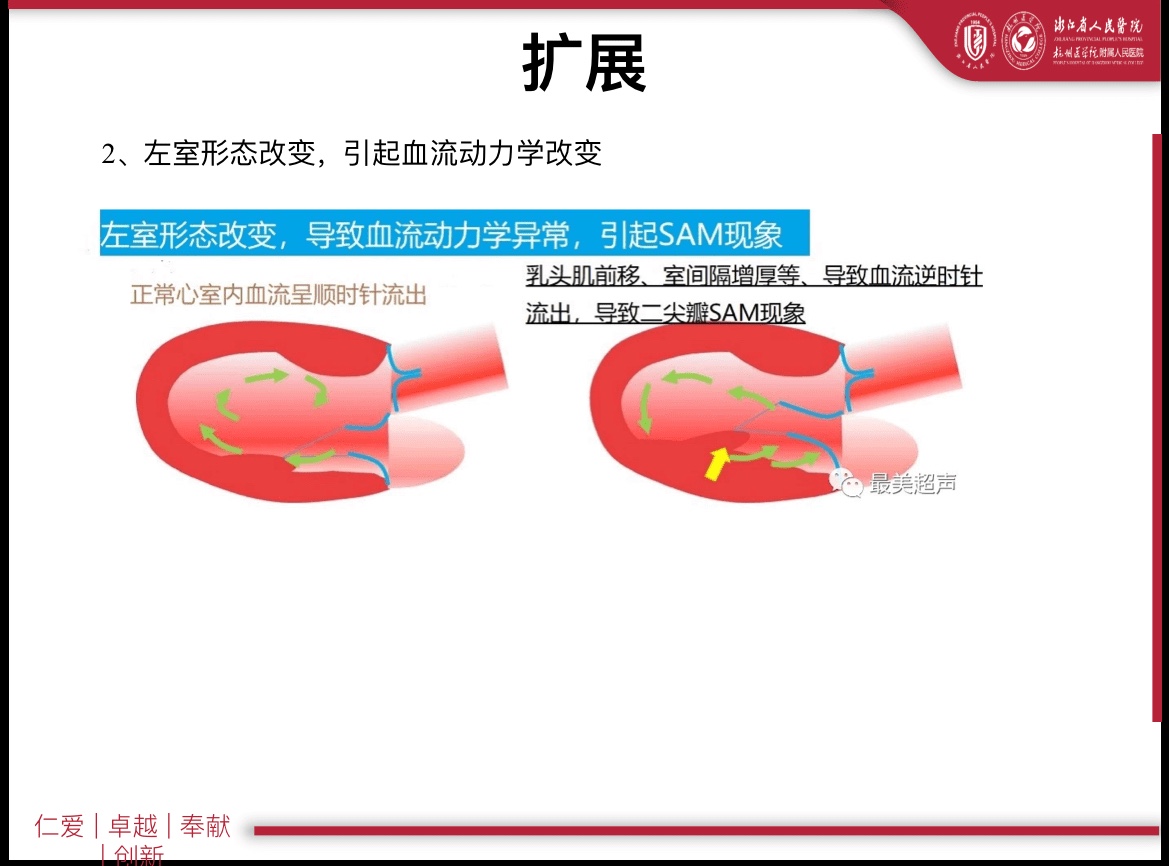 浙江省人民医院
ZHEJIANG PROVINCIAL PEOPLE'S HOSPITAL
杭州医学院附属人民医院
PEOPLE'S HOSPITAL OF HANGZHOU MEDICAL COLLEGE
扩展
2、左室形态改变，引起血流动力学改变
左室形态改变，导致血流动力学异常，引起SAM现象
正常心室内血流呈顺时针流出
乳头肌前移、室间隔增厚等、导致血流逆时针
流出，导致二尖瓣SAM现象
最美超声
仁爱 | 卓越 | 奉献
| 创新